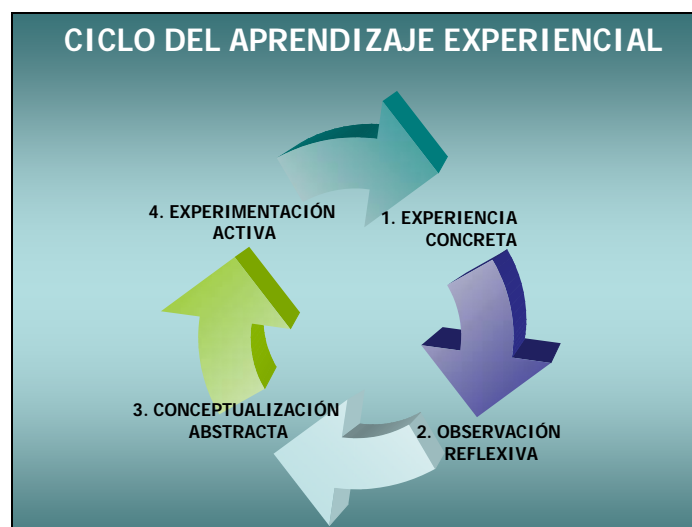 CICLO DEL APRENDIZAJE EXPERIENCIAL
1. EXPERIENCIA
CONCRETA
2. OBSERVACIÓN
REFLEXIVA
3. CONCEPTUALIZACIÓN
ABSTRACTA
4. EXPERIMENTACIÓN
ACTIVA